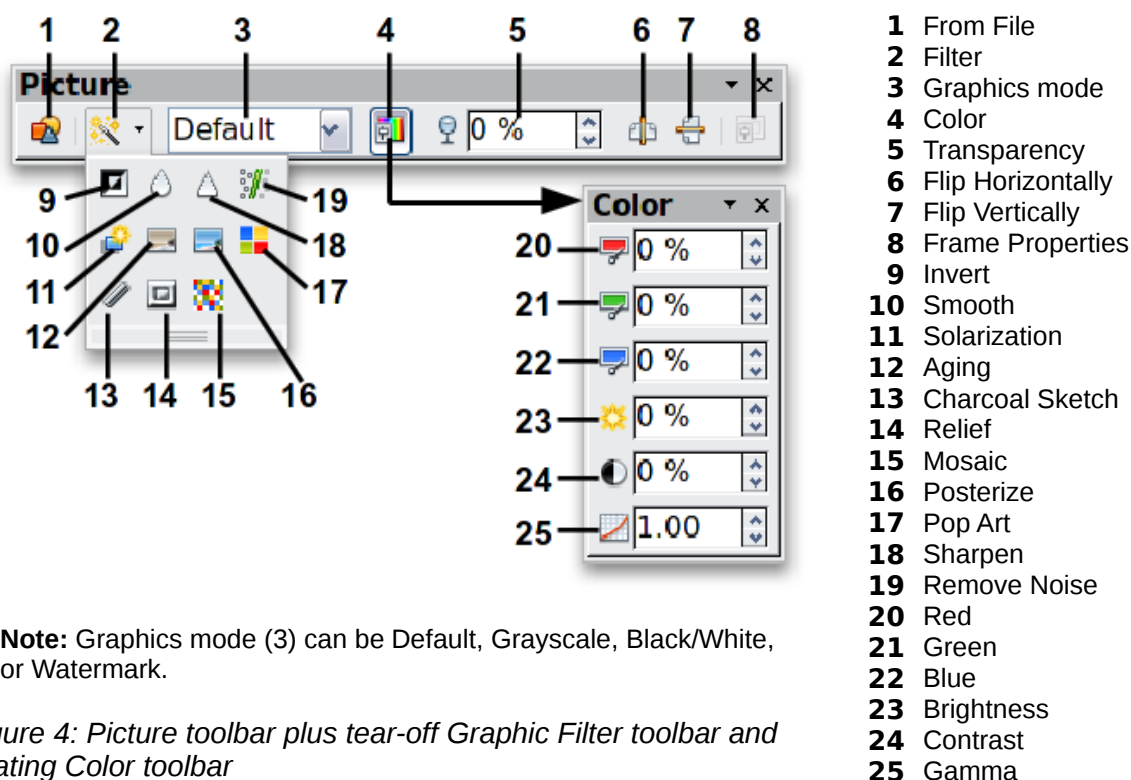 1 2 3 4 5 6 7 8
Picture
Default
0 %
9
10
11
12
13 14 15 16
19
18
17
Color
20 0 %
21 0 %
22 0 %
23 0 %
24 0 %
25 1.00
Note: Graphics mode (3) can be Default, Grayscale, Black/White,
or Watermark.
ure 4: Picture toolbar plus tear-off Graphic Filter toolbar and
ating Color toolbar
1 From File
2 Filter
3 Graphics mode
4 Color
5 Transparency
6 Flip Horizontally
7 Flip Vertically
8 Frame Properties
9 Invert
10 Smooth
11 Solarization
12 Aging
13 Charcoal Sketch
14 Relief
15 Mosaic
16 Posterize
17 Pop Art
18 Sharpen
19 Remove Noise
20 Red
21 Green
22 Blue
23 Brightness
24 Contrast
25 Gamma